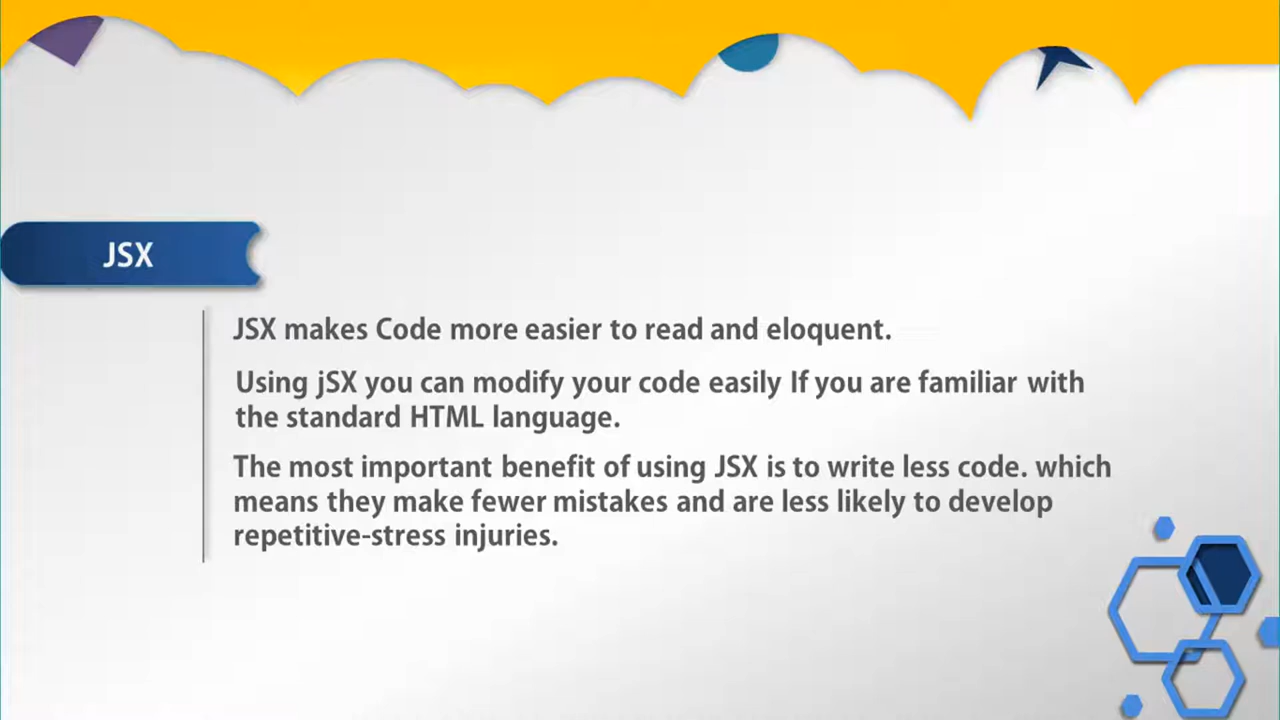 JSX
JSX makes Code more easier to read and eloquent.
Using jSX you can modify your code easily If you are familiar with
the standard HTML language.
The most important benefit of using JSX is to write less code. which
means they make fewer mistakes and are less likely to develop
repetitive-stress injuries.